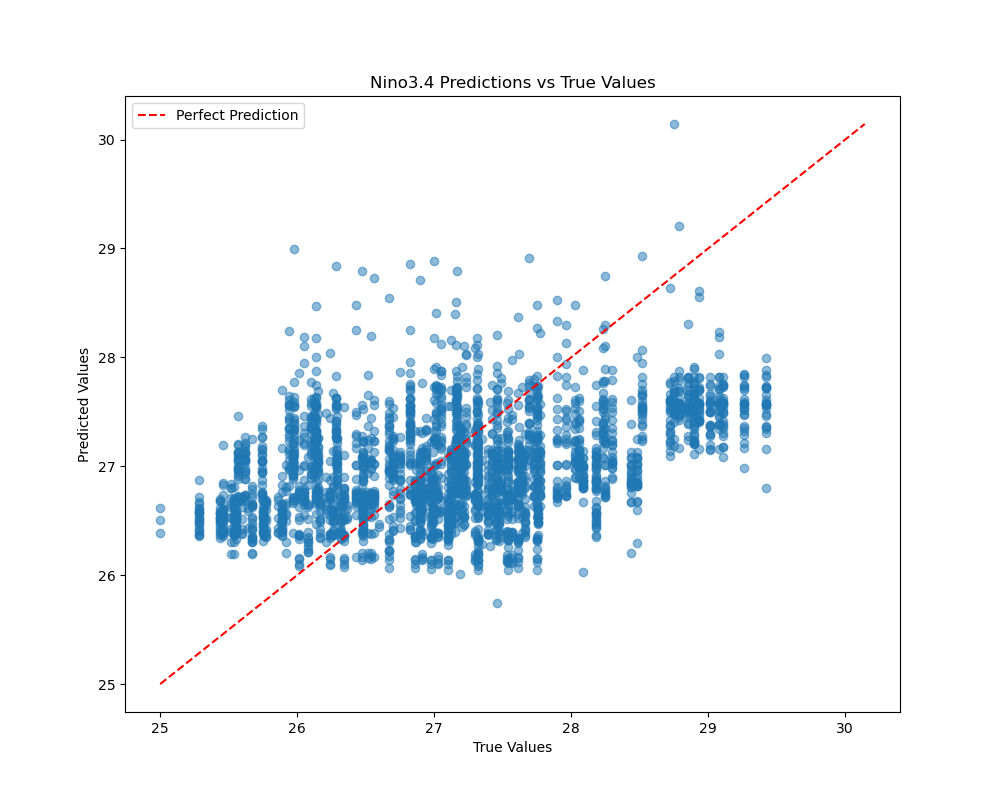 Nino3.4 Predictions vs True Values
Perfect Prediction
Predicted Values
30
29
28
27
26
25
25 26 27 28 29 30
True Values